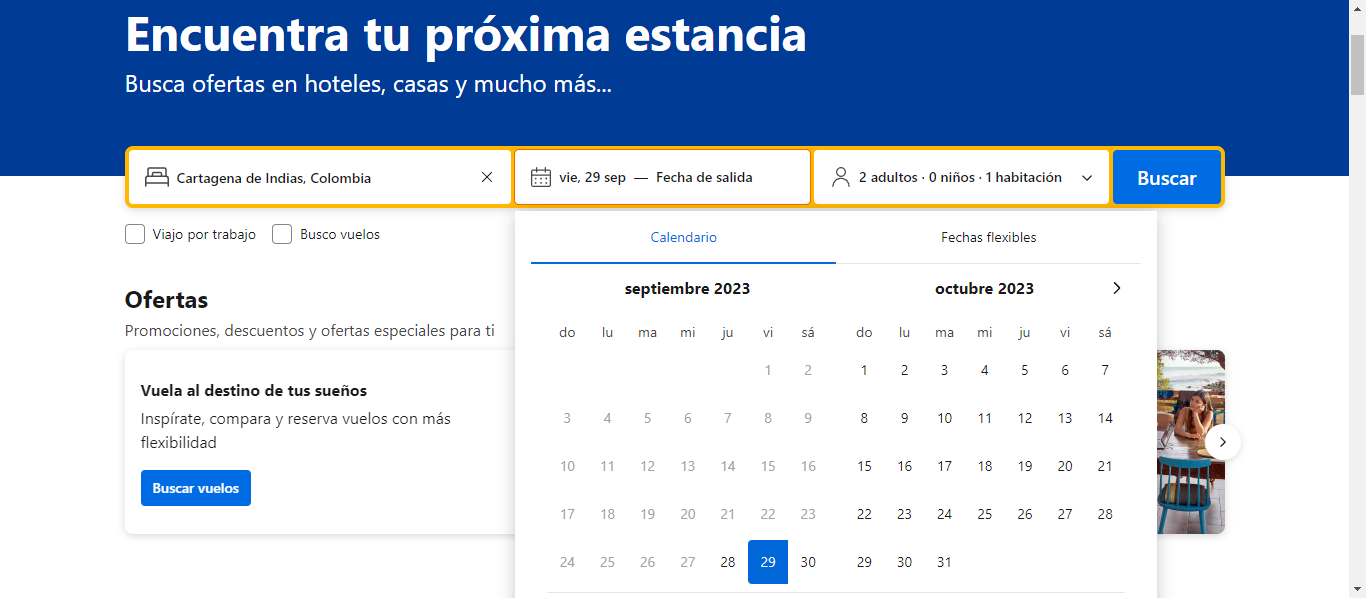 Encuentra tu próxima estancia
Busca ofertas en hoteles, casas y mucho más...
Cartagena de Indias, Colombia
vie, 29 sep — Fecha de salida
2 adultos · 0 niños · 1 habitación
Buscar
Viajo por trabajo
Busco vuelos
Calendario
Fechas flexibles
septiembre 2023
do lu ma mi ju vi sá
1 2
3 4 5 6 7 8 9
10 11 12 13 14 15 16
17 18 19 20 21 22 23
24 25 26 27 28 29 30
octubre 2023
do lu ma mi ju vi sá
1 2 3 4 5 6 7
8 9 10 11 12 13 14
15 16 17 18 19 20 21
22 23 24 25 26 27 28
29 30 31
Ofertas
Promociones, descuentos y ofertas especiales para ti
Vuela al destino de tus sueños
Inspírate, compara y reserva vuelos con más
flexibilidad
Buscar vuelos